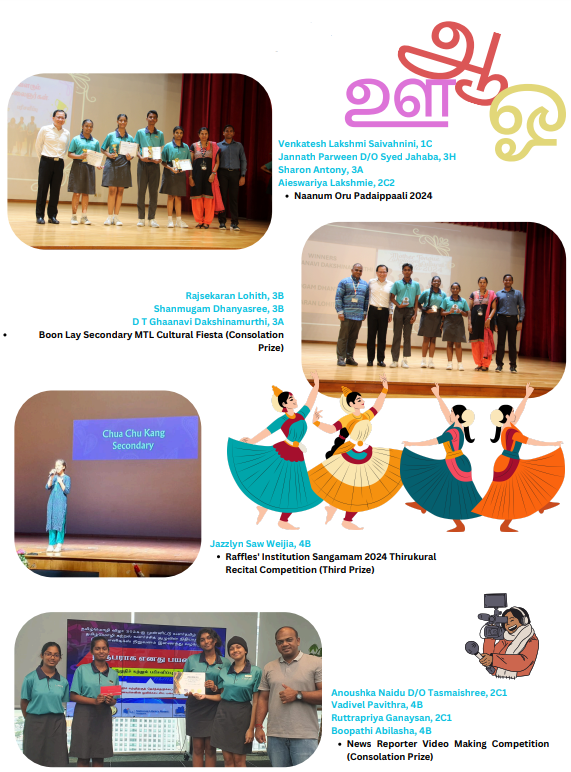 ஆ
ஊ
ஓ
Venkatesh Lakshmi Saivahnini, 1C
Jannath Parween D/O Syed Jahaba, 3H
Sharon Antony, 3A
Aieswariya Lakshmie, 2C2
• Naanum Oru Padaippaali 2024
Rajsekaran Lohith, 3B
Shanmugam Dhanyasree, 3B
D T Ghaanavi Dakshinamurthi, 3A
• Boon Lay Secondary MTL Cultural Fiesta (Consolation
Prize)
Chua Chu Kang
Secondary
Jazzlyn Saw Weijia, 4B
• Raffles' Institution Sangamam 2024 Thirukural
Recital Competition (Third Prize)
Anoushka Naidu D/O Tasmaishree, 2C1
Vadivel Pavithra, 4B
Ruttrapriya Ganaysan, 2C1
Boopathi Abilasha, 4B
• News Reporter Video Making Competition
(Consolation Prize)